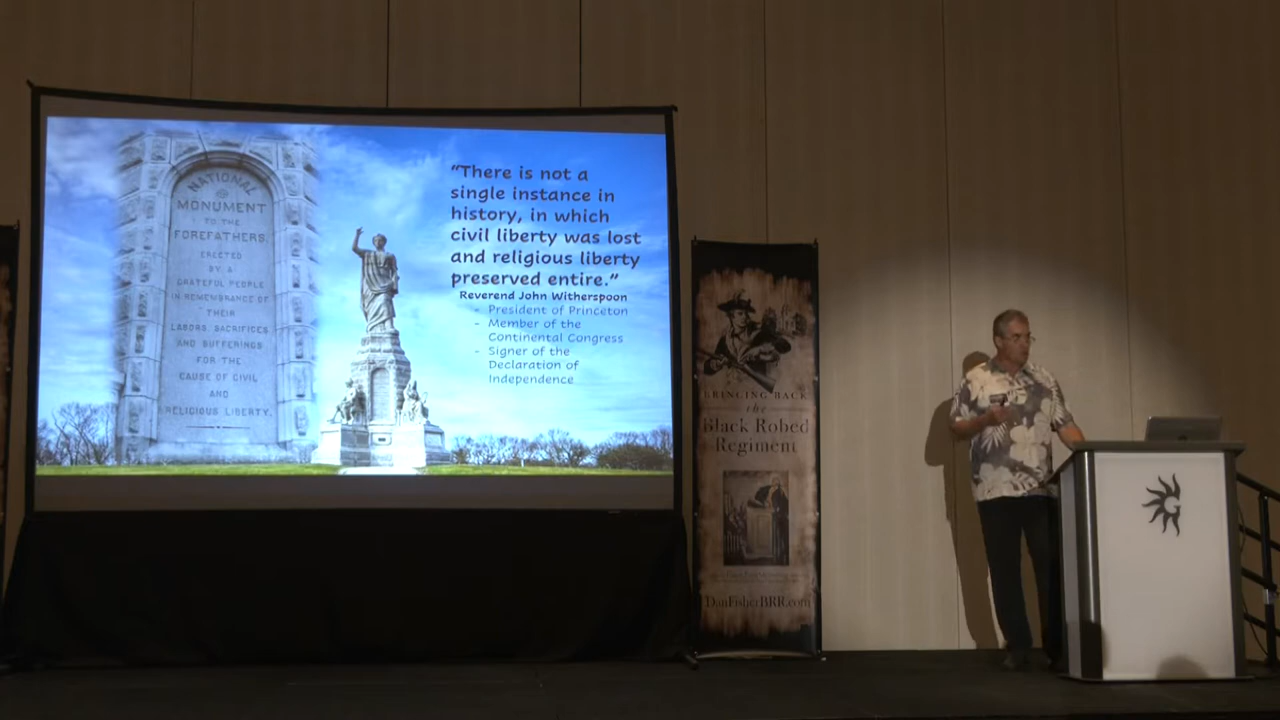 NATIONAL
MONUMENT
TO THE
FOREFATHERS.
ERECTED
BY A
GRATEFUL PEOPLE
IN REMEMBRANCE OF
THEIR
LABORS, SACRIFICES
AND SUFFERINGS
FOR THE
CAUSE OF CIVIL
AND
RELIGIOUS LIBERTY.
“There is not a
single instance in
history, in which
civil liberty was lost
and religious liberty
preserved entire.”
Reverend John Witherspoon
- President of Princeton
- Member of the
Continental Congress
- Signer of the
Declaration of
Independence
BRINGING BACK
the
Black Robed
Regiment
DanFisherBRR.com